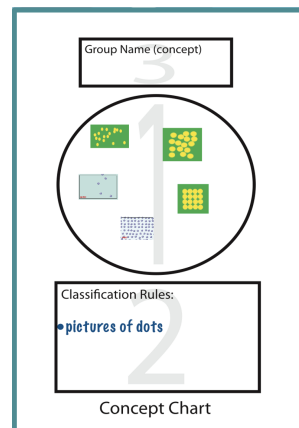 Group Name (concept)
3
1
Classification Rules:
2
•pictures of dots
Concept Chart